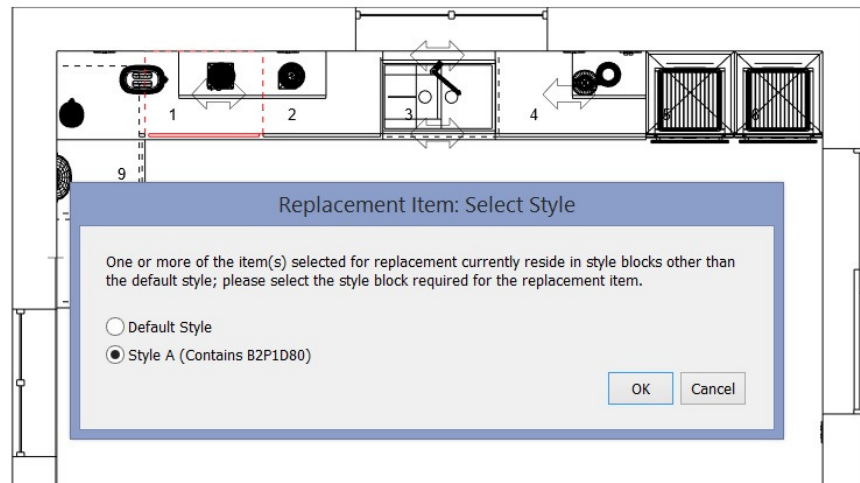 1
2
3
4
5
6
9
Replacement Item: Select Style
One or more of the item(s) selected for replacement currently reside in style blocks other than
the default style; please select the style block required for the replacement item.
Default Style
Style A (Contains B2P1D80)
OK Cancel